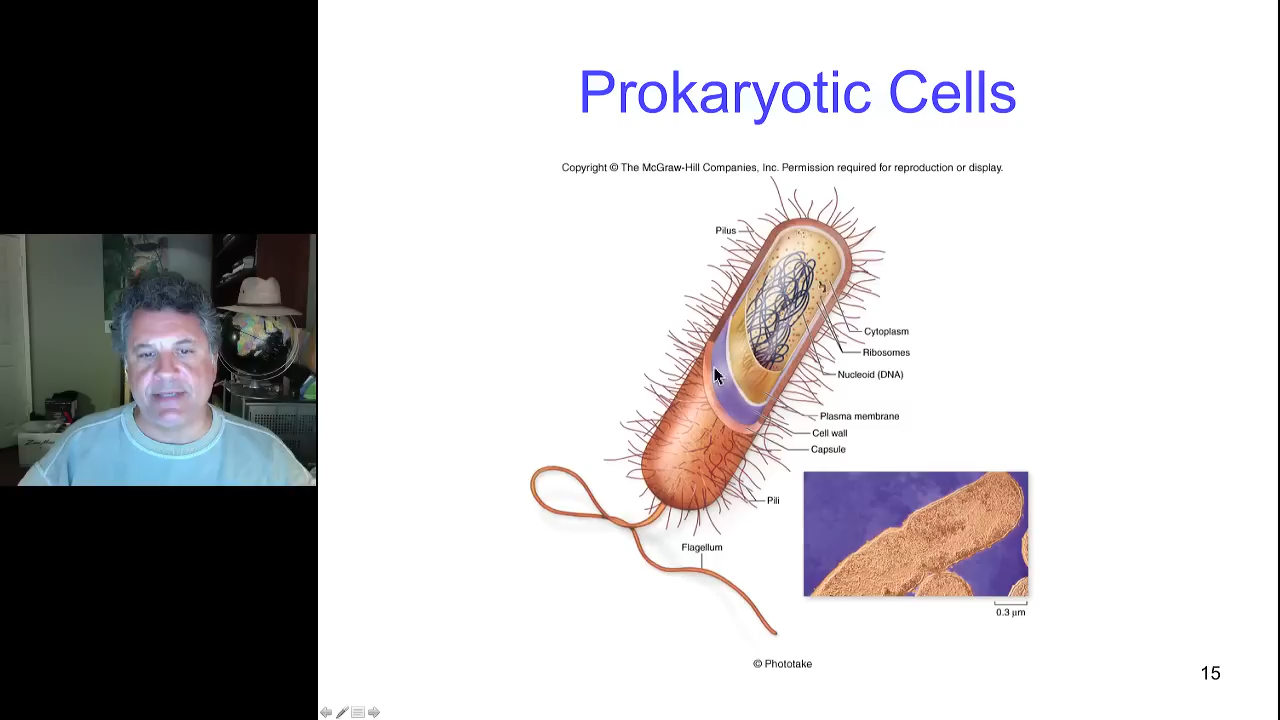 Prokaryotic Cells
Copyright © The McGraw-Hill Companies, Inc. Permission required for reproduction or display.
Pilus
Cytoplasm
Ribosomes
Nucleoid (DNA)
Plasma membrane
Cell wall
Capsule
Pili
Flagellum
0.3 µm
© Phototake
15